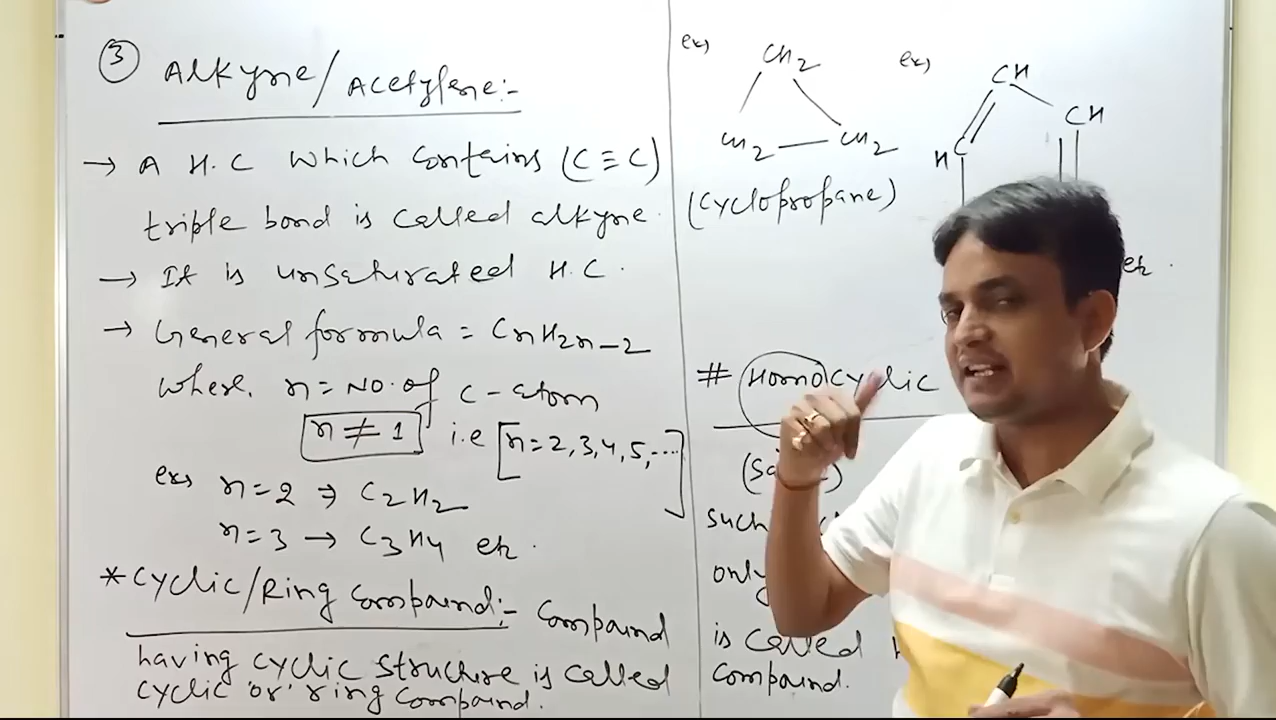 ③ Alkyne/Acetylene:-
→ A H.C which contains (C≡C)
triple bond is called alkyne.
→ It is unsaturated H.C.
→ General formula = CnH2n-2
where. n = No. of C-atom
n ≠ 1 i.e [n=2,3,4,5,...]
ex) n=2 ⇒ C2H2
n=3 → C3H4 etc.
*Cyclic/Ring Compound:- Compound
having cyclic structure is called
cyclic 'or' ring compound.
ex)
CH2
CH2 — CH2
(cyclopropane)
ex)
CH
CH
HC
etc.
# Homocyclic
such
only
is called
compound.